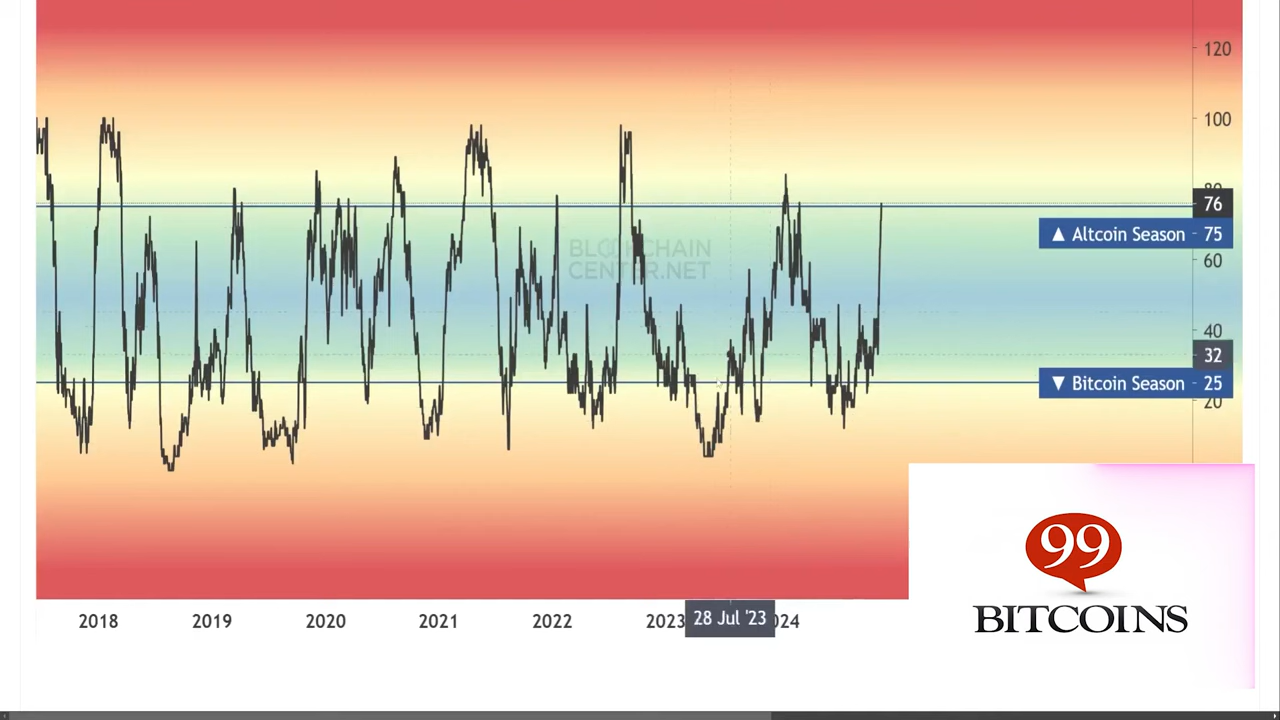 120
100
80
76
▲ Altcoin Season 75
BLOCKCHAIN
CENTER.NET
60
40
32
▼ Bitcoin Season 25
20
99
BITCOINS
2018 2019 2020 2021 2022 2023 28 Jul '23 024